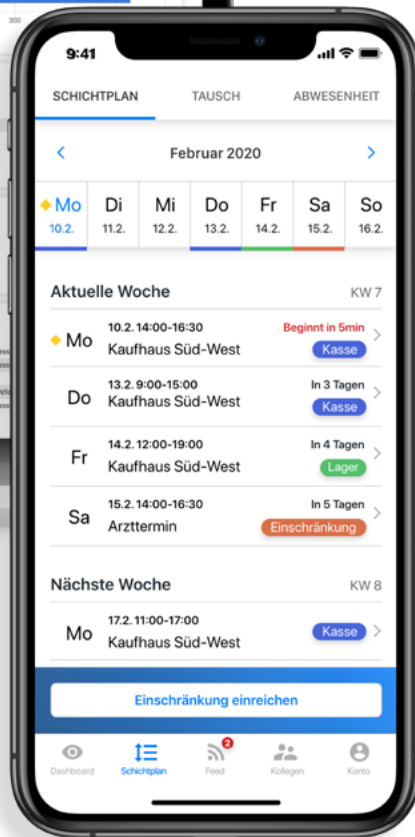 300
9:41
SCHICHTPLAN TAUSCH ABWESENHEIT
Februar 2020
Mo Di Mi Do Fr Sa So
10.2. 11.2. 12.2. 13.2. 14.2. 15.2. 16.2.
Aktuelle Woche KW 7
10.2. 14:00-16:30 Beginnt in 5min
Mo Kaufhaus Süd-West Kasse
13.2. 9:00-15:00 In 3 Tagen
Do Kaufhaus Süd-West Kasse
14.2. 12:00-19:00 In 4 Tagen
Fr Kaufhaus Süd-West Lager
15.2. 14:00-16:30 In 5 Tagen
Sa Arzttermin Einschränkung
Nächste Woche KW 8
17.2. 11:00-17:00
Mo Kaufhaus Süd-West Kasse
Einschränkung einreichen
2
Dashboard Schichtplan Feed Kollegen Konto